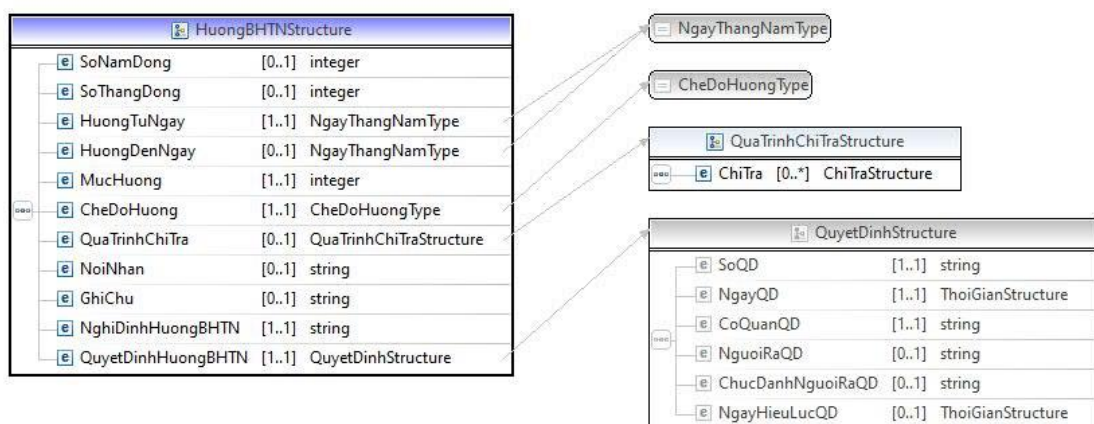 HuongBHTNStructure
e SoNamDong [0..1] integer
e SoThangDong [0..1] integer
e HuongTuNgay [1..1] NgayThangNamType
e HuongDenNgay [0..1] NgayThangNamType
e MucHuong [1..1] integer
e CheDoHuong [1..1] CheDoHuongType
e QuaTrinhChiTra [0..1] QuaTrinhChiTraStructure
e NoiNhan [0..1] string
e GhiChu [0..1] string
e NghiDinhHuongBHTN [1..1] string
e QuyetDinhHuongBHTN [1..1] QuyetDinhStructure
NgayThangNamType
CheDoHuongType
QuaTrinhChiTraStructure
e ChiTra [0..*] ChiTraStructure
QuyetDinhStructure
e SoQD [1..1] string
e NgayQD [1..1] ThoiGianStructure
e CoQuanQD [1..1] string
e NguoiRaQD [0..1] string
e ChucDanhNguoiRaQD [0..1] string
e NgayHieuLucQD [0..1] ThoiGianStructure